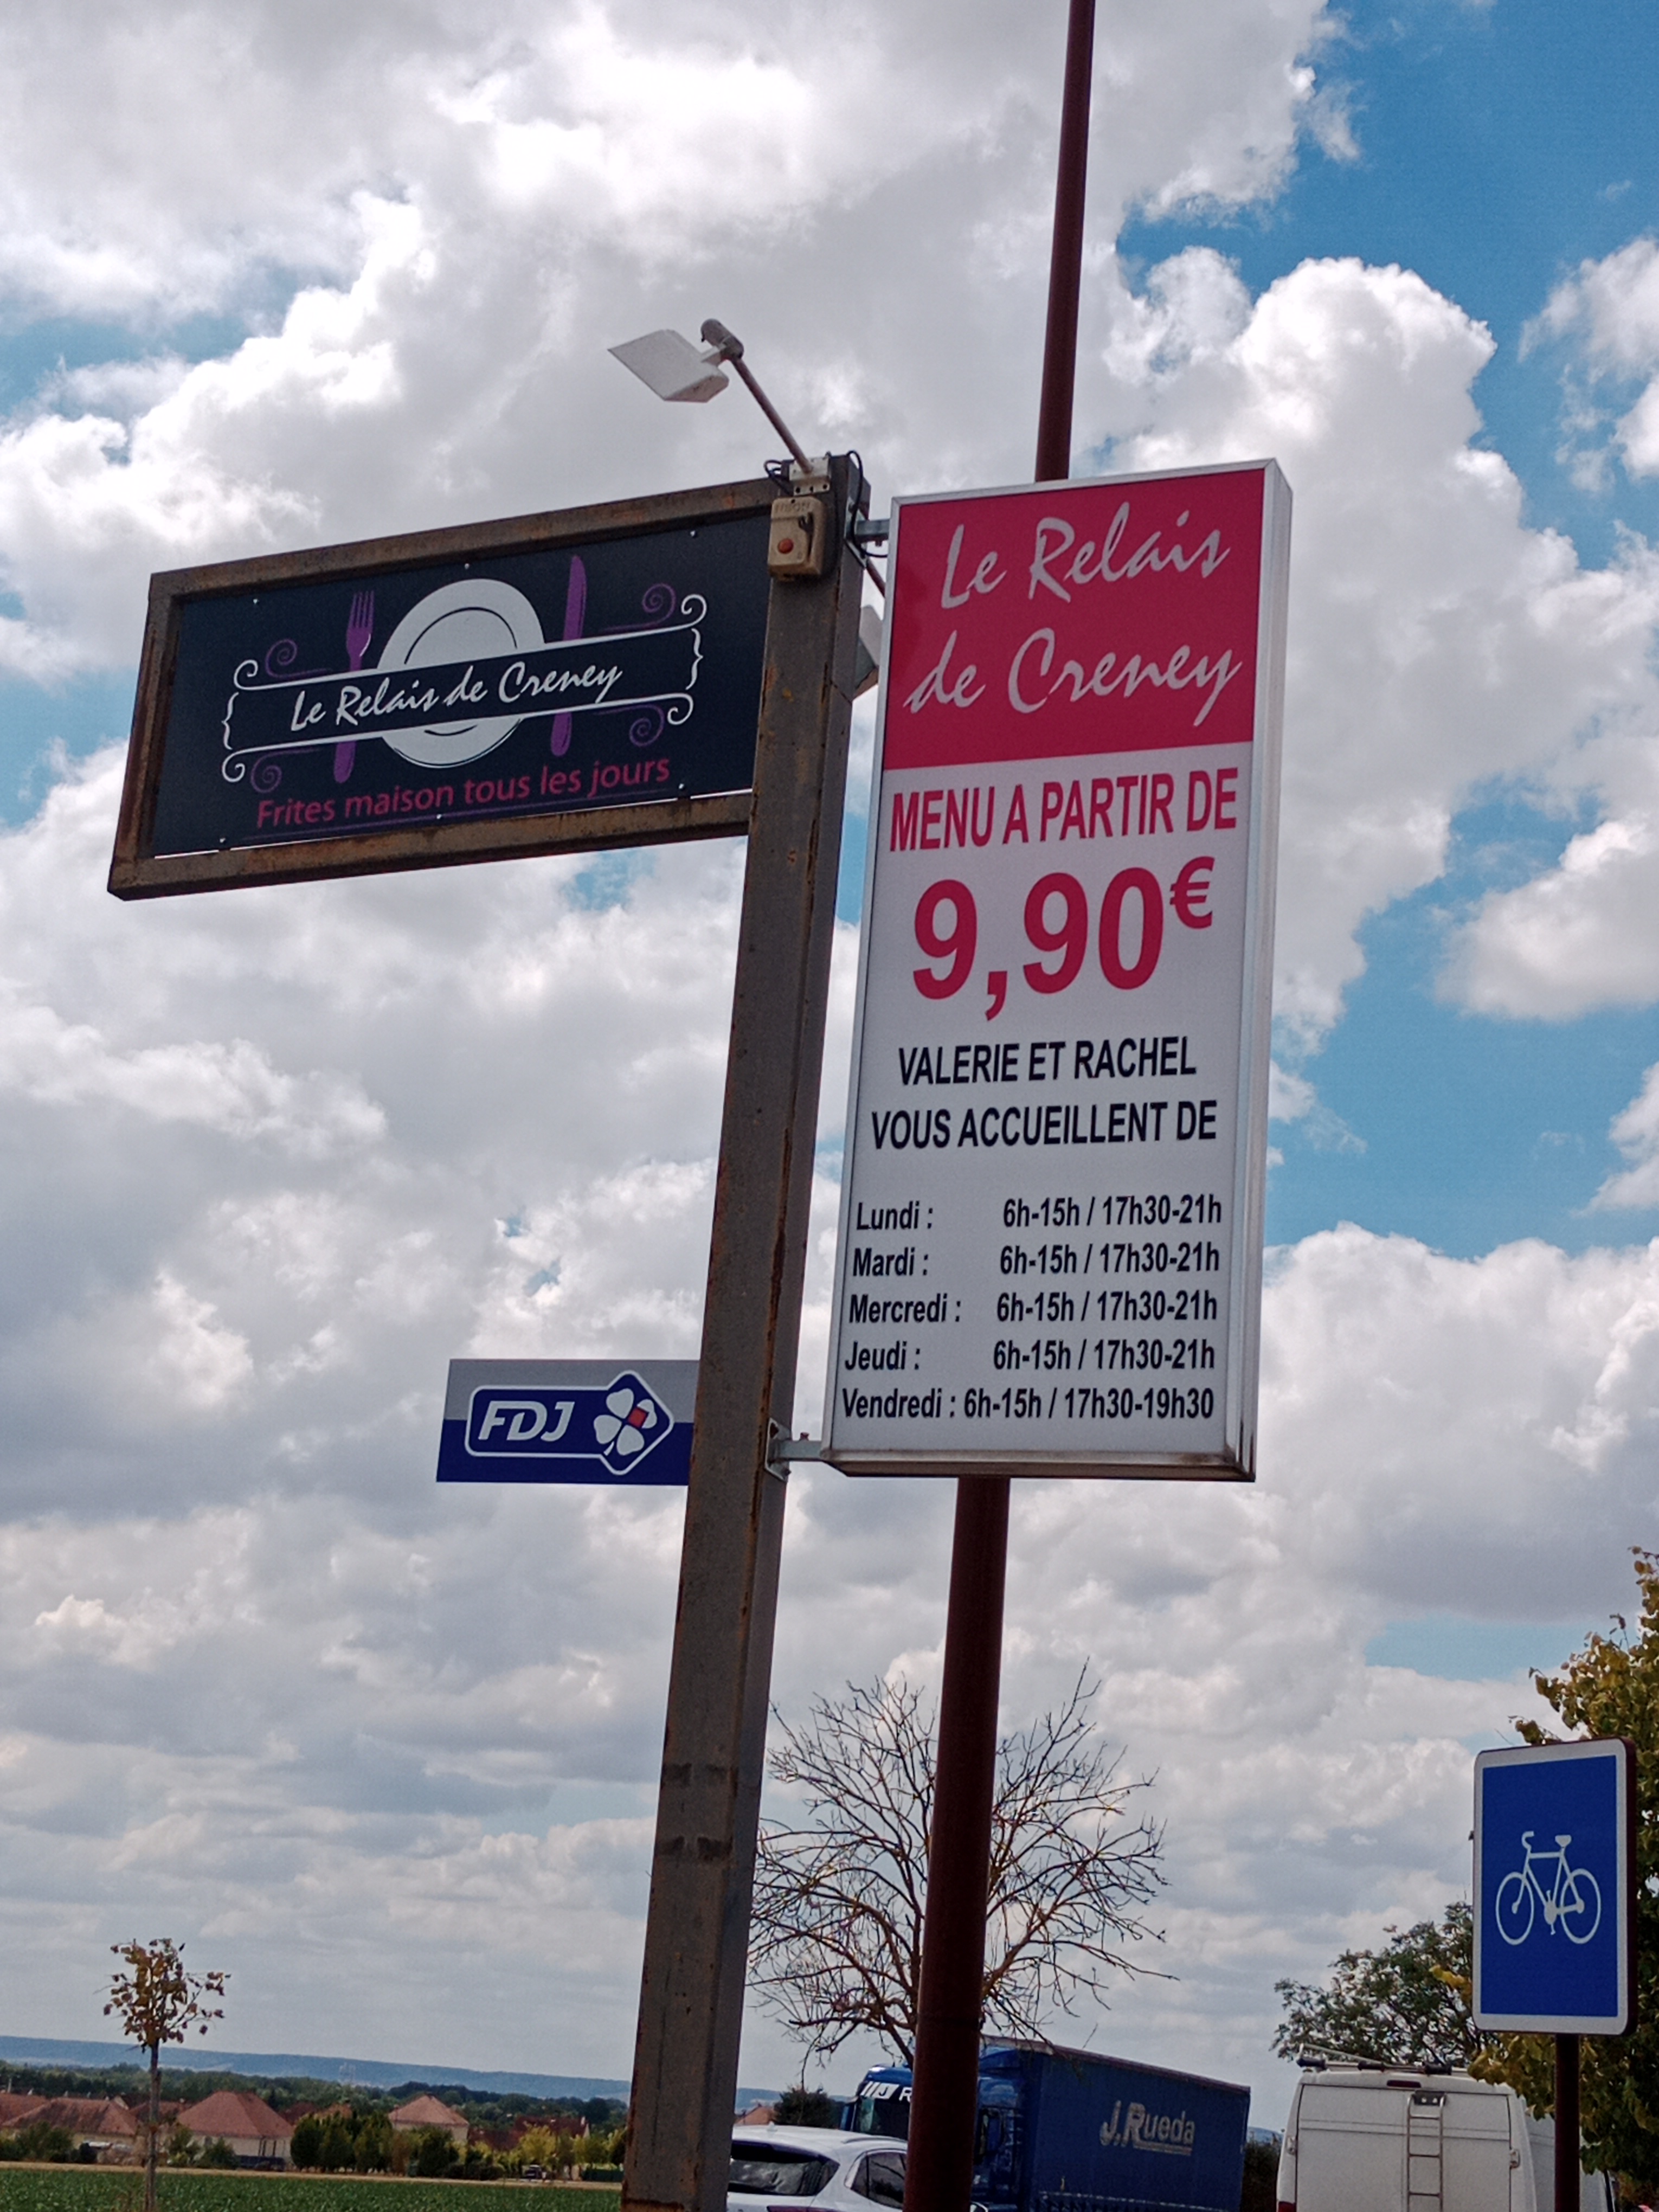 Le Relais de Creney
Frites maison tous les jours
Le Relais
de Creney
MENU A PARTIR DE
9,90€
VALERIE ET RACHEL
VOUS ACCUEILLENT DE
Lundi : 6h-15h / 17h30-21h
Mardi : 6h-15h / 17h30-21h
Mercredi : 6h-15h / 17h30-21h
Jeudi : 6h-15h / 17h30-21h
Vendredi : 6h-15h / 17h30-19h30
FDJ
J.Rueda